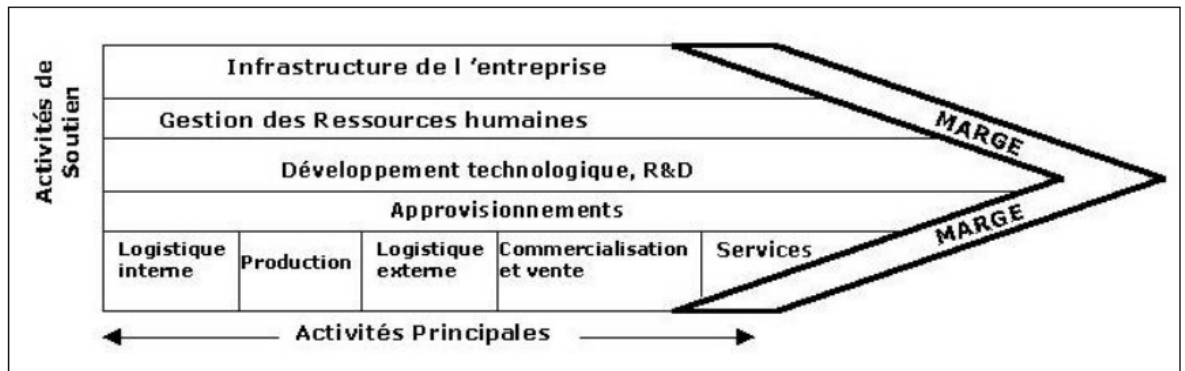 Activités de
Soutien
Infrastructure de l ’entreprise
Gestion des Ressources humaines
Développement technologique, R&D
Approvisionnements
Logistique
interne
Production
Logistique
externe
Commercialisation
et vente
Services
MARGE
MARGE
Activités Principales